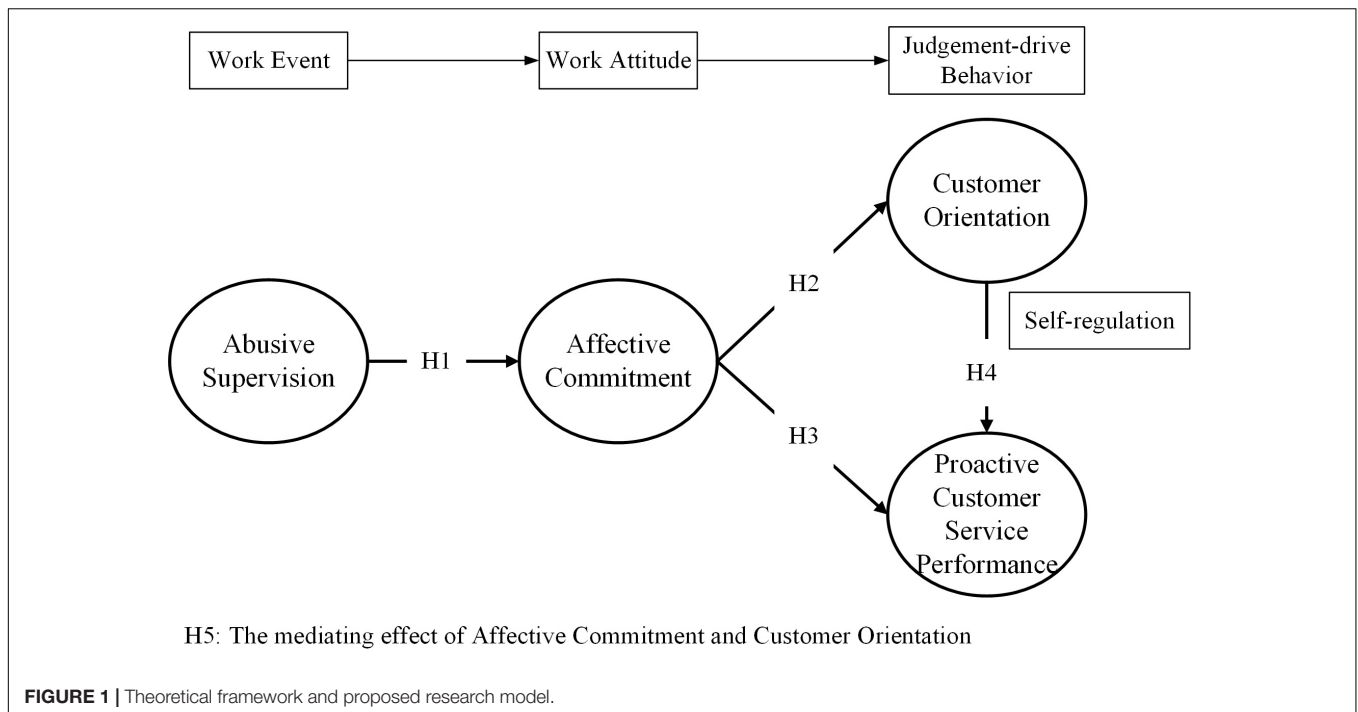 Work Event
Work Attitude
Judgement-drive
Behavior
Customer
Orientation
H2
Self-regulation
Abusive
Supervision
H1
Affective
Commitment
H4
H3
Proactive
Customer
Service
Performance
H5: The mediating effect of Affective Commitment and Customer Orientation
FIGURE 1 | Theoretical framework and proposed research model.